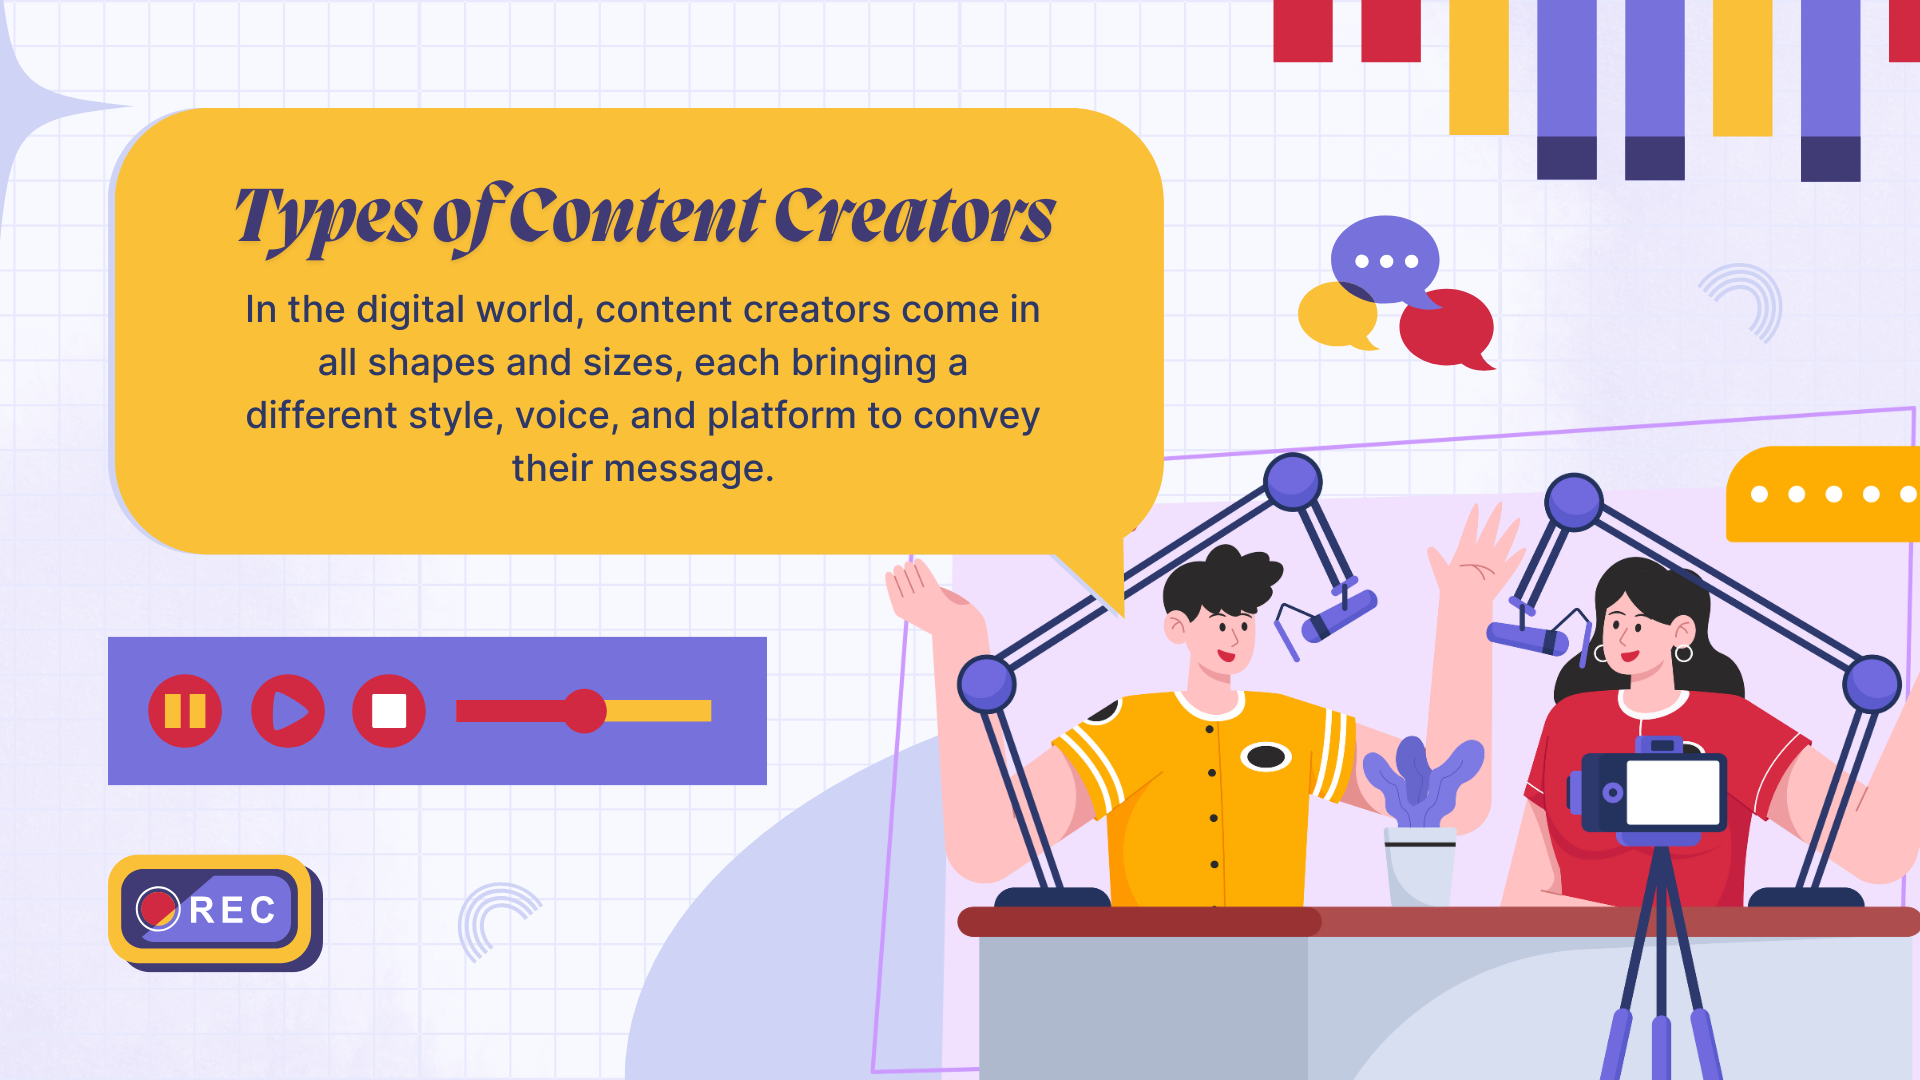 Types of Content Creators
In the digital world, content creators come in
all shapes and sizes, each bringing a
different style, voice, and platform to convey
their message.
REC